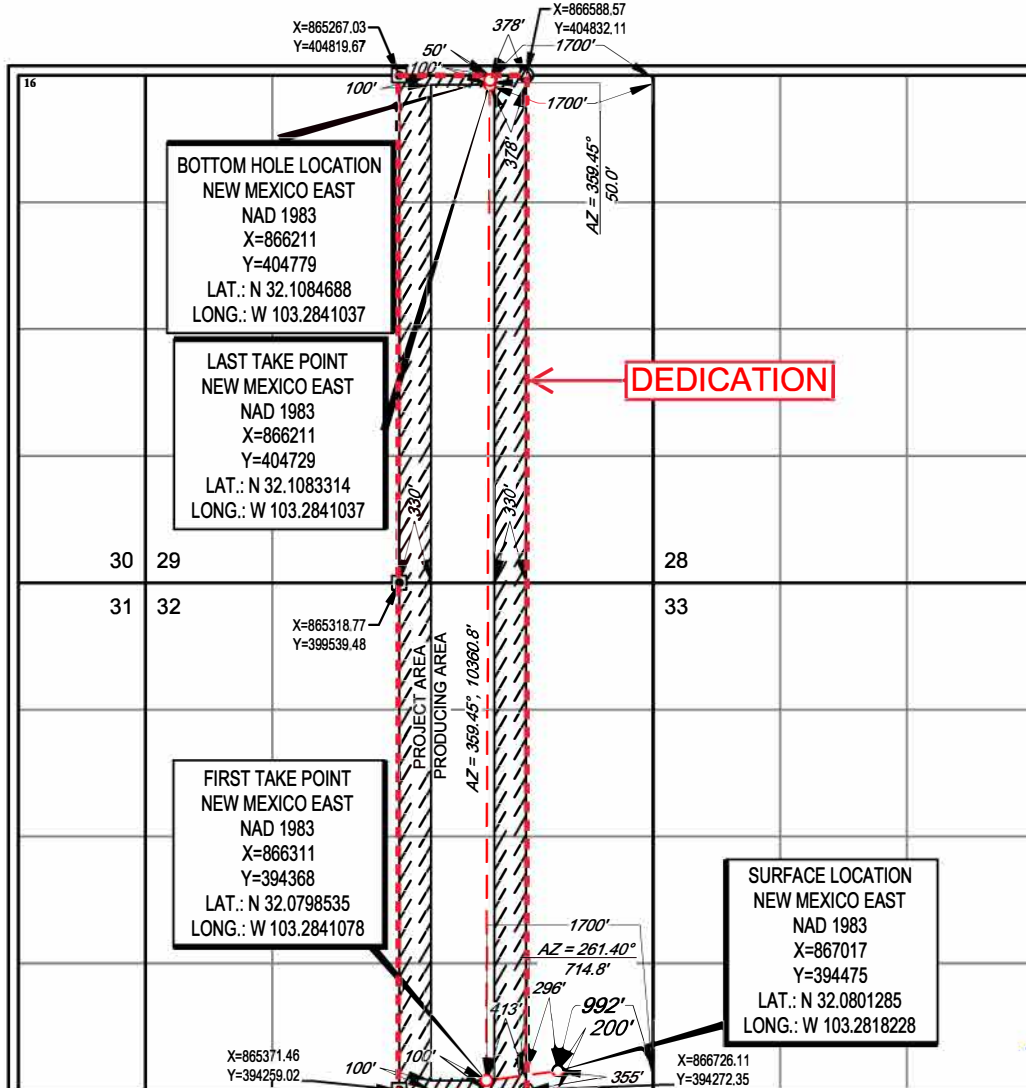 X=865267.03
Y=404819.67
X=866588.57
Y=404832.11
378'
1700'
50'
100'
100'
16
1700'
378'
AZ = 359.45°
50.0'
BOTTOM HOLE LOCATION
NEW MEXICO EAST
NAD 1983
X=866211
Y=404779
LAT.: N 32.1084688
LONG.: W 103.2841037
LAST TAKE POINT
NEW MEXICO EAST
NAD 1983
X=866211
Y=404729
LAT.: N 32.1083314
LONG.: W 103.2841037
DEDICATION
330'
330'
30
29
28
31
32
33
X=865318.77
Y=399539.48
PROJECT AREA
PRODUCING AREA
AZ = 359.45°, 10360.8'
FIRST TAKE POINT
NEW MEXICO EAST
NAD 1983
X=866311
Y=394368
LAT.: N 32.0798535
LONG.: W 103.2841078
SURFACE LOCATION
NEW MEXICO EAST
NAD 1983
X=867017
Y=394475
LAT.: N 32.0801285
LONG.: W 103.2818228
1700'
AZ = 261.40°
714.8'
296'
413'
992'
200'
X=865371.46
Y=394259.02
100'
100'
355'
X=866726.11
Y=394272.35